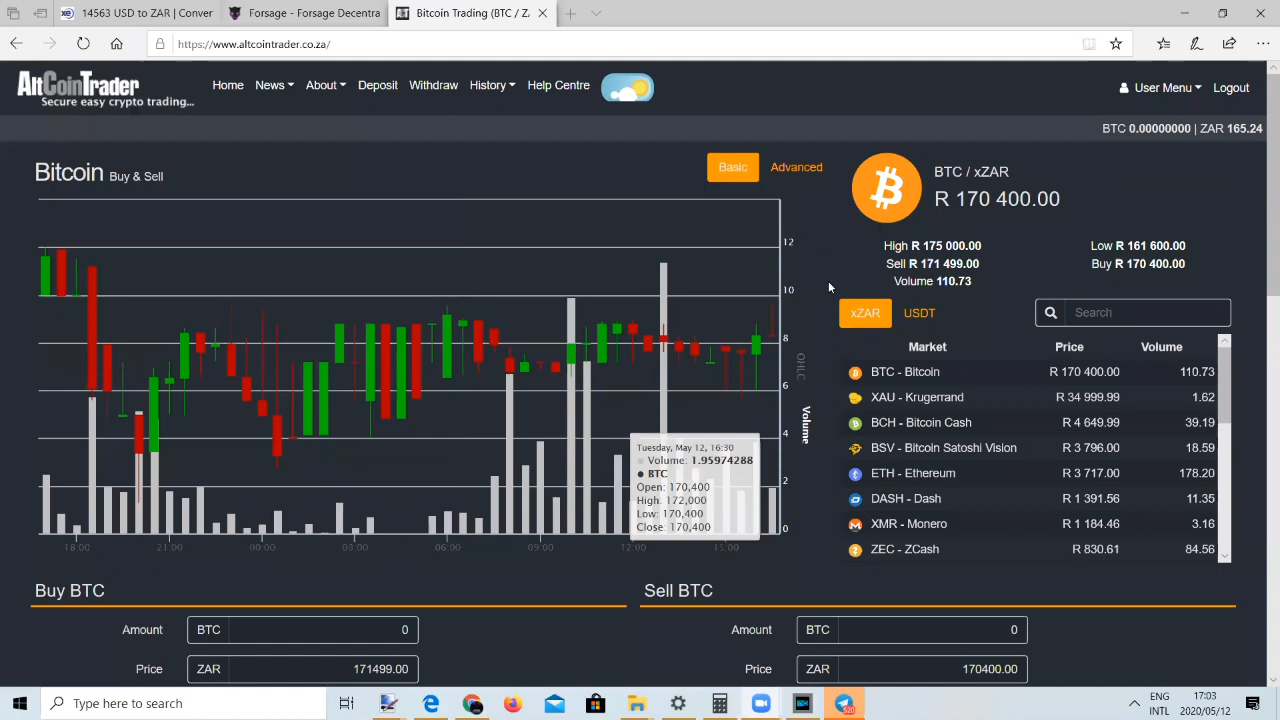 14563 USD to ZAR | Conver
Forsage - Forsage Decentra
Bitcoin Trading (BTC / Z
https://www.altcointrader.co.za/
AltCoinTrader
Secure easy crypto trading...
Home News About Deposit Withdraw History Help Centre
User Menu Logout
BTC 0.00000000 | ZAR 165.24
Bitcoin Buy & Sell
Basic Advanced
BTC / xZAR
R 170 400.00
High R 175 000.00 Low R 161 600.00
Sell R 171 499.00 Buy R 170 400.00
Volume 110.73
xZAR USDT Search
Market Price Volume
BTC - Bitcoin R 170 400.00 110.73
XAU - Krugerrand R 34 999.99 1.62
BCH - Bitcoin Cash R 4 649.99 39.19
BSV - Bitcoin Satoshi Vision R 3 796.00 18.59
ETH - Ethereum R 3 717.00 178.20
DASH - Dash R 1 391.56 11.35
XMR - Monero R 1 184.46 3.16
ZEC - ZCash R 830.61 84.56
12
10
8
6
4
2
0
OHLC
Volume
Tuesday, May 12, 16:30
Volume: 1.95974288
BTC
Open: 170,400
High: 172,000
Low: 170,400
Close: 170,400
18:00 21:00 00:00 03:00 06:00 09:00 12:00 15:00
Buy BTC
Amount BTC 0
Price ZAR 171499.00
Sell BTC
Amount BTC 0
Price ZAR 170400.00
Type here to search
ENG
INTL
17:03
2020/05/12